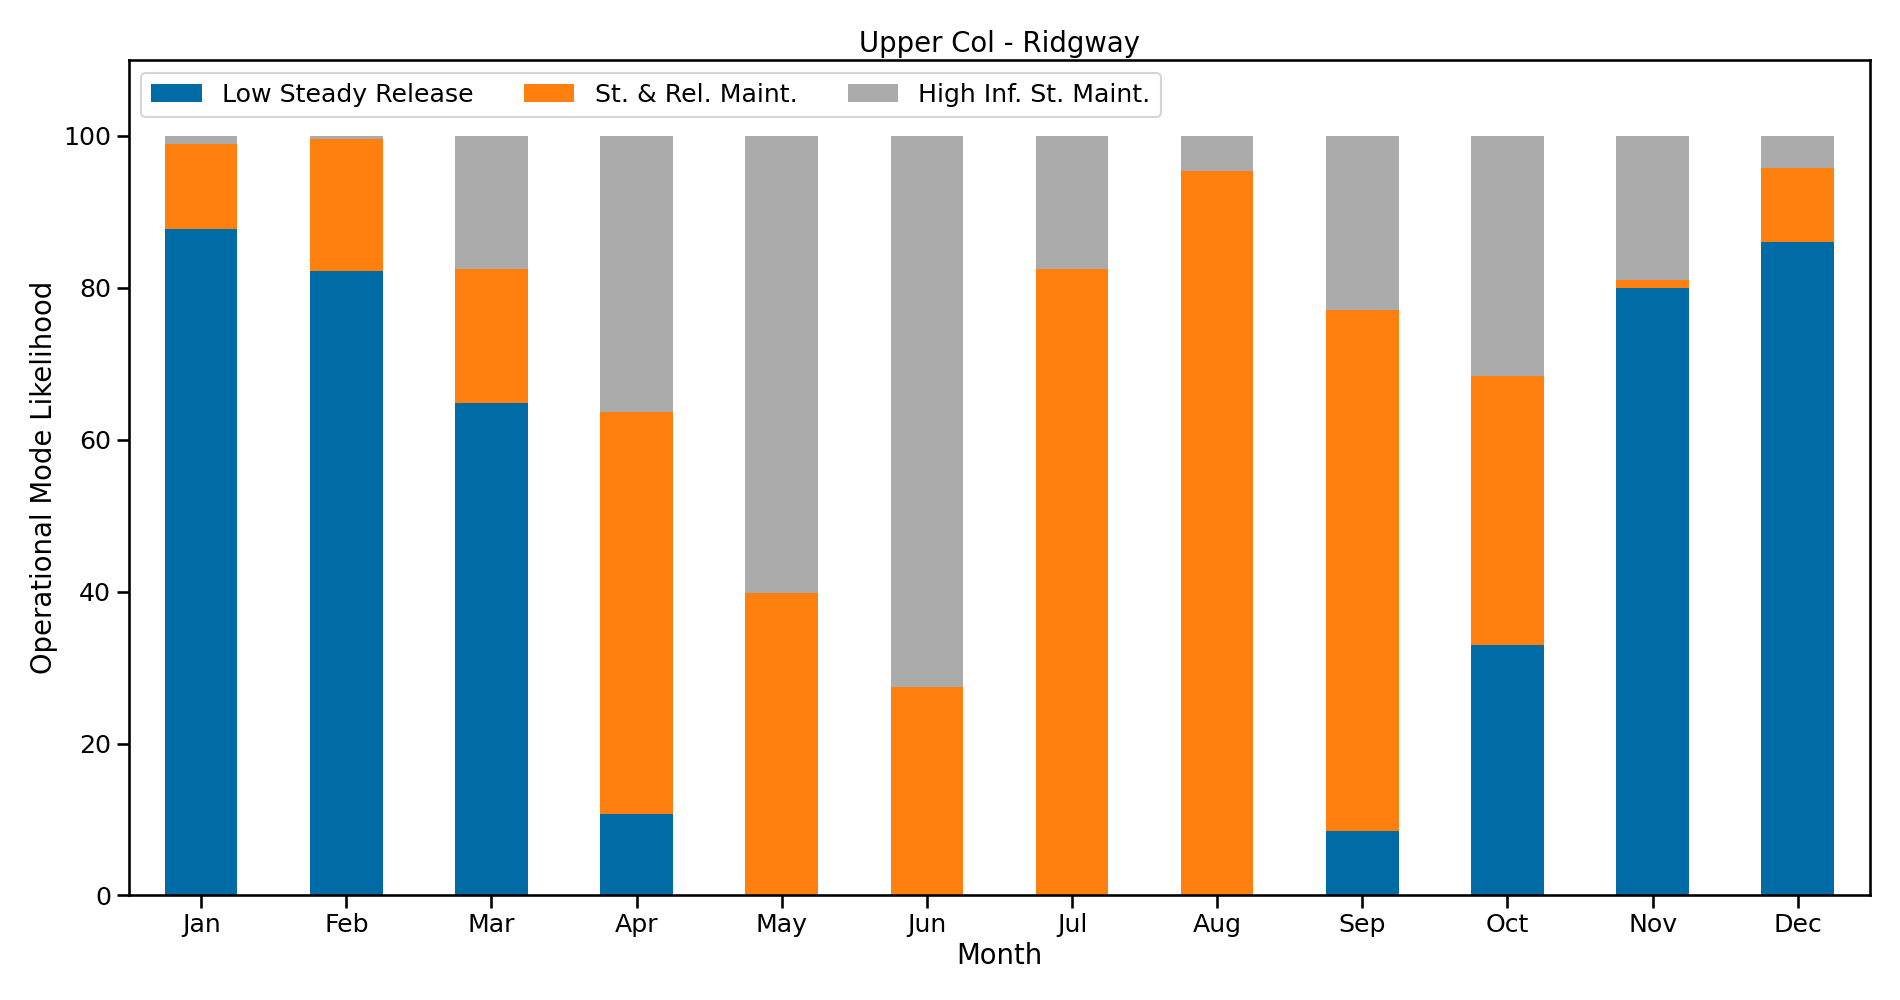 Upper Col - Ridgway
Low Steady Release St. & Rel. Maint. High Inf. St. Maint.
Operational Mode Likelihood
100
80
60
40
20
0
Jan Feb Mar Apr May Jun Jul Aug Sep Oct Nov Dec
Month